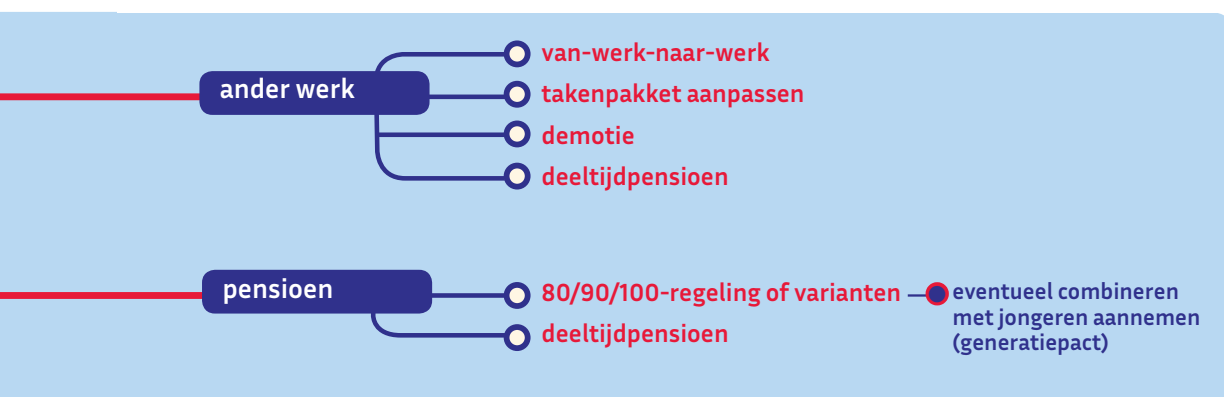 ander werk
van-werk-naar-werk
takenpakket aanpassen
demotie
deeltijdpensioen
pensioen
80/90/100-regeling of varianten
eventueel combineren
met jongeren aannemen
(generatiepact)
deeltijdpensioen